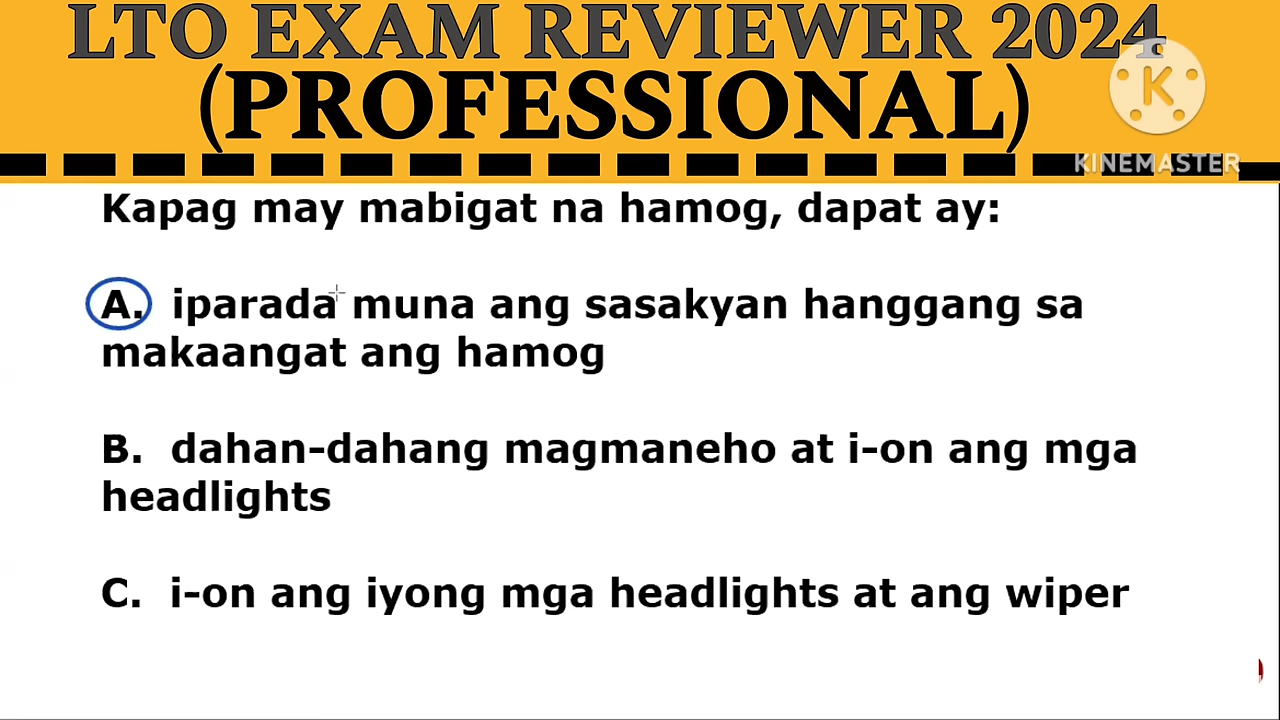 LTO EXAM REVIEWER 2024
(PROFESSIONAL)
KINEMASTER
Kapag may mabigat na hamog, dapat ay:
A. iparada muna ang sasakyan hanggang sa
makaangat ang hamog
B. dahan-dahang magmaneho at i-on ang mga
headlights
C. i-on ang iyong mga headlights at ang wiper